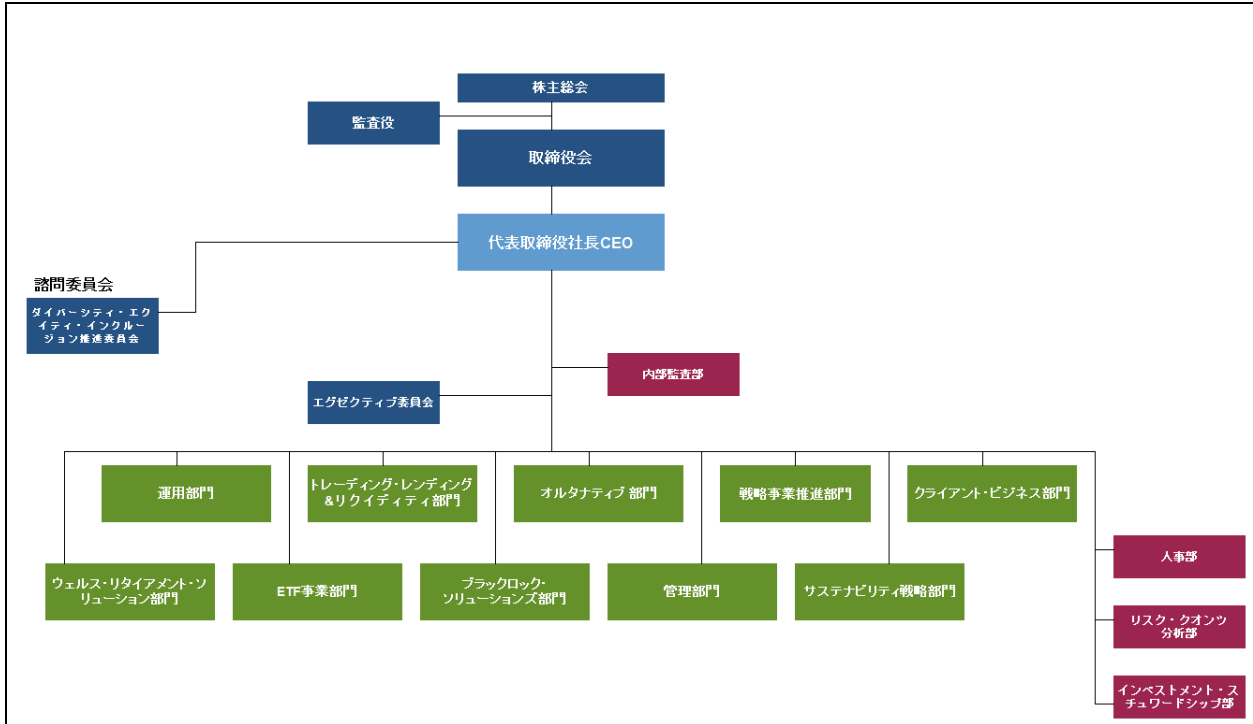 株主総会
監査役
取締役会
代表取締役社長CEO
諮問委員会
ダイバーシティ・エク
イティ・インクルー
ジョン推進委員会
内部監査部
エグゼクティブ委員会
運用部門
トレーディング・レンディング
&リクイディティ部門
オルタナティブ 部門
戦略事業推進部門
クライアント・ビジネス部門
人事部
ウェルス・リタイアメント・ソ
リューション部門
ETF事業部門
ブラックロック・
ソリューションズ部門
管理部門
サステナビリティ戦略部門
リスク・クオンツ
分析部
インベストメント・ス
チュワードシップ部